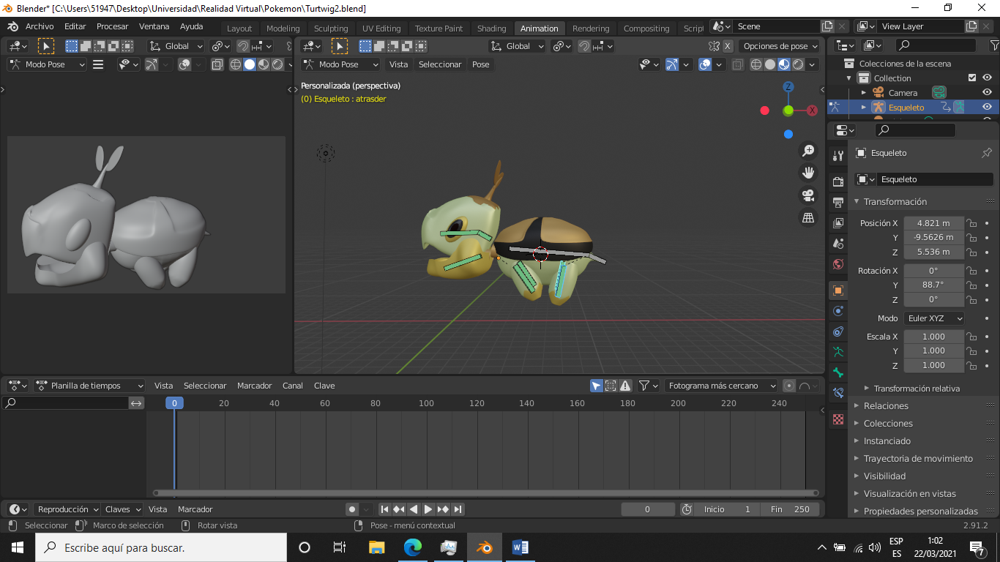 Blender* [C:\Users\51947\Desktop\Universidad\Realidad Virtual\Pokemon\Turtwig2.blend]
Archivo Editar Procesar Ventana Ayuda Layout Modeling Sculpting UV Editing Texture Paint Shading Animation Rendering Compositing Script Scene View Layer
Global Global X Opciones de pose
Modo Pose Modo Pose Vista Seleccionar Pose
Personalizada (perspectiva)
(0) Esqueleto : atrasder
Z
X
Colecciones de la escena
Collection
Camera
Esqueleto
Esqueleto
Esqueleto
Transformación
Posición X 4.821 m
Y -9.5626 m
Z 5.536 m
Rotación X 0°
Y 88.7°
Z 0°
Modo Euler XYZ
Escala X 1.000
Y 1.000
Z 1.000
Transformación relativa
Relaciones
Colecciones
Instanciado
Trayectoria de movimiento
Visibilidad
Visualización en vistas
Propiedades personalizadas
Planilla de tiempos Vista Seleccionar Marcador Canal Clave Fotograma más cercano
0 20 40 60 80 100 120 140 160 180 200 220 240
Reproducción Claves Vista Marcador 0 Inicio 1 Fin 250
Seleccionar Marco de selección Rotar vista Pose - menú contextual 2.91.2
Escribe aquí para buscar.
ESP
ES
1:02
22/03/2021
7